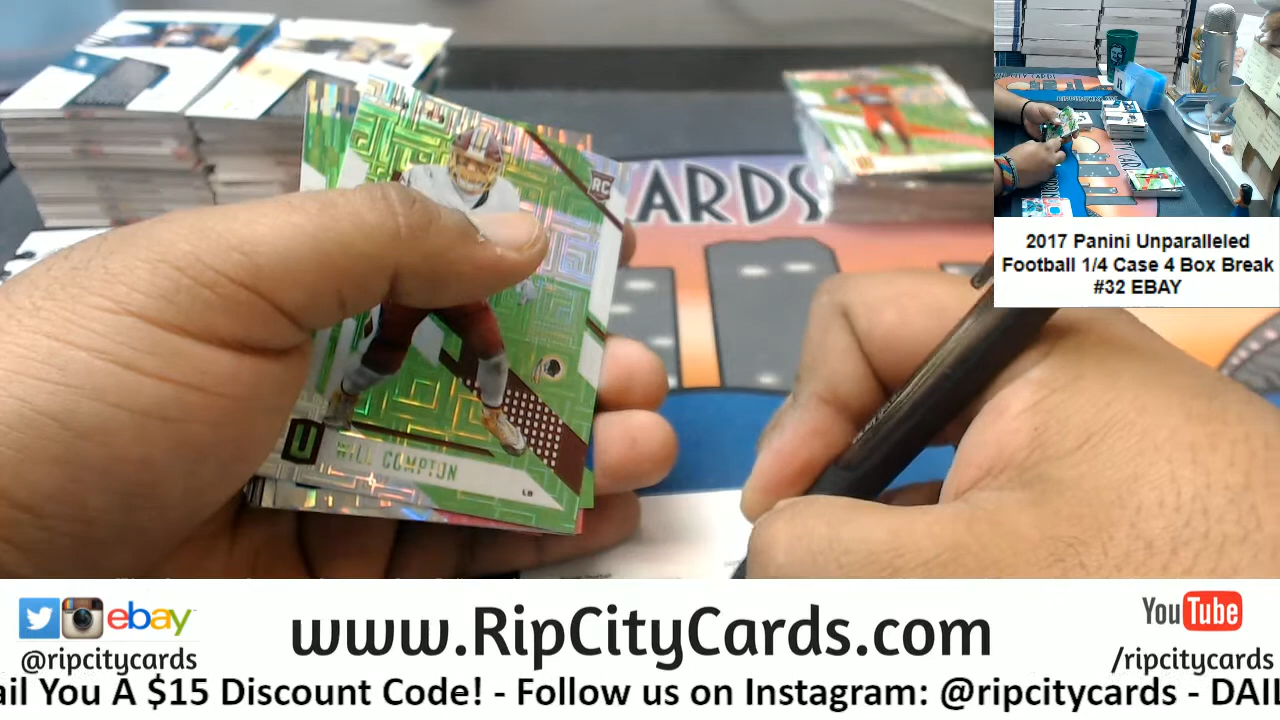 ARDS
RC
U WILL COMPTON
LB
2017 Panini Unparalleled
Football 1/4 Case 4 Box Break
#32 EBAY
ebay
@ripcitycards
www.RipCityCards.com
YouTube
/ripcitycards
ail You A $15 Discount Code! - Follow us on Instagram: @ripcitycards - DAIL